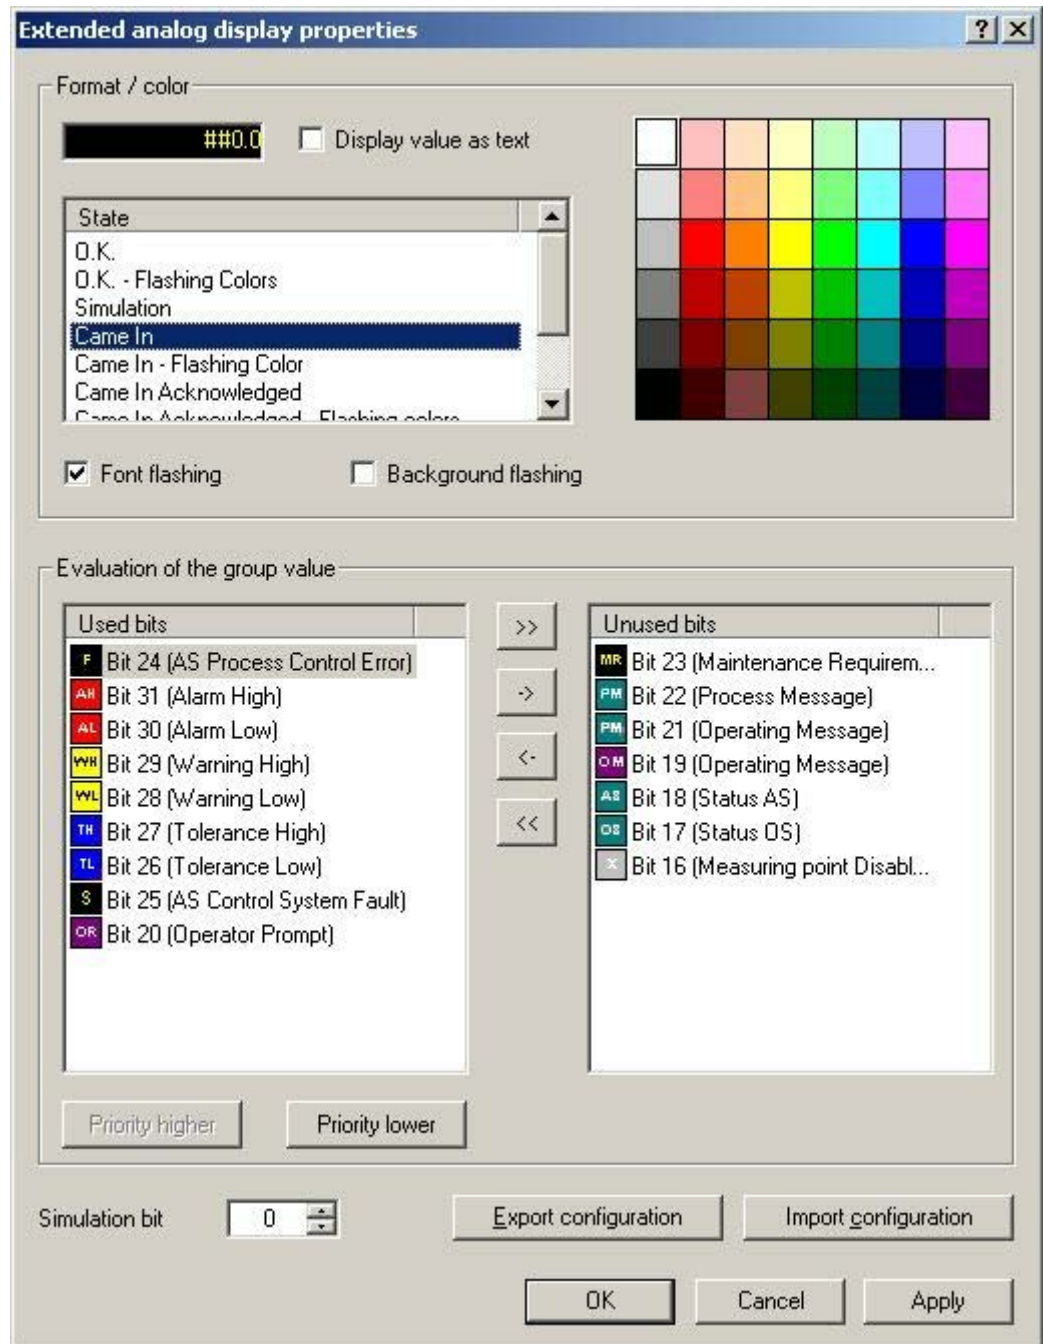 Extended analog display properties
?
Format / color
##0.0
Display value as text
State
O.K.
O.K. - Flashing Colors
Simulation
Came In
Came In - Flashing Color
Came In Acknowledged
Came In Acknowledged - Flashing colors
Font flashing
Background flashing
Evaluation of the group value
Used bits
F Bit 24 (AS Process Control Error)
AH Bit 31 (Alarm High)
AL Bit 30 (Alarm Low)
WH Bit 29 (Warning High)
WL Bit 28 (Warning Low)
TH Bit 27 (Tolerance High)
TL Bit 26 (Tolerance Low)
S Bit 25 (AS Control System Fault)
OR Bit 20 (Operator Prompt)
>>
->
<-
<<
Unused bits
MR Bit 23 (Maintenance Requirem...
PM Bit 22 (Process Message)
PM Bit 21 (Operating Message)
OM Bit 19 (Operating Message)
AS Bit 18 (Status AS)
OS Bit 17 (Status OS)
X Bit 16 (Measuring point Disabl...
Priority higher
Priority lower
Simulation bit
0
Export configuration
Import configuration
OK
Cancel
Apply